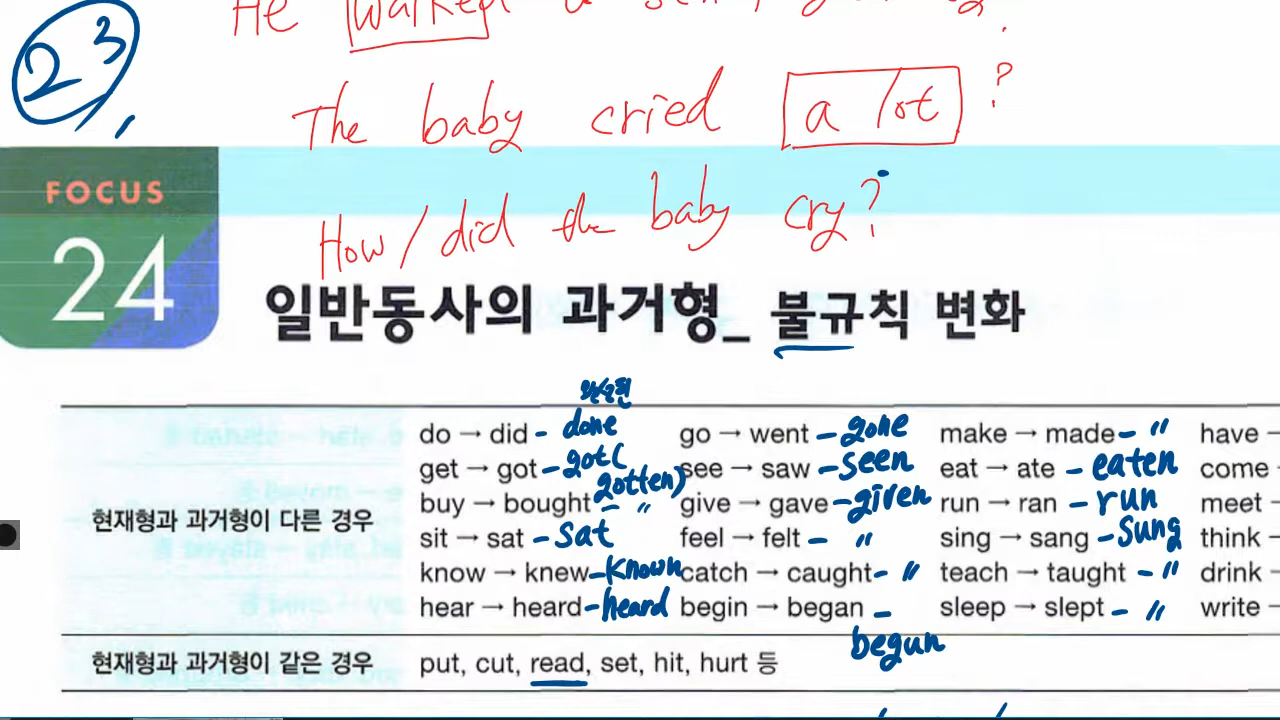 23
He walked
The baby cried a lot ?
FOCUS
24
How / did the baby cry?
일반동사의 과거형_ 불규칙 변화
완료형
do → did - done go → went - gone make → made - 〃 have →
get → got - got( gotten) see → saw - seen eat → ate - eaten come →
현재형과 과거형이 다른 경우
buy → bought - 〃 give → gave - given run → ran - run meet →
sit → sat - sat feel → felt - 〃 sing → sang - sung think →
know → knew - known catch → caught - 〃 teach → taught - 〃 drink →
hear → heard - heard begin → began - begun sleep → slept - 〃 write →
현재형과 과거형이 같은 경우 put, cut, read, set, hit, hurt 등